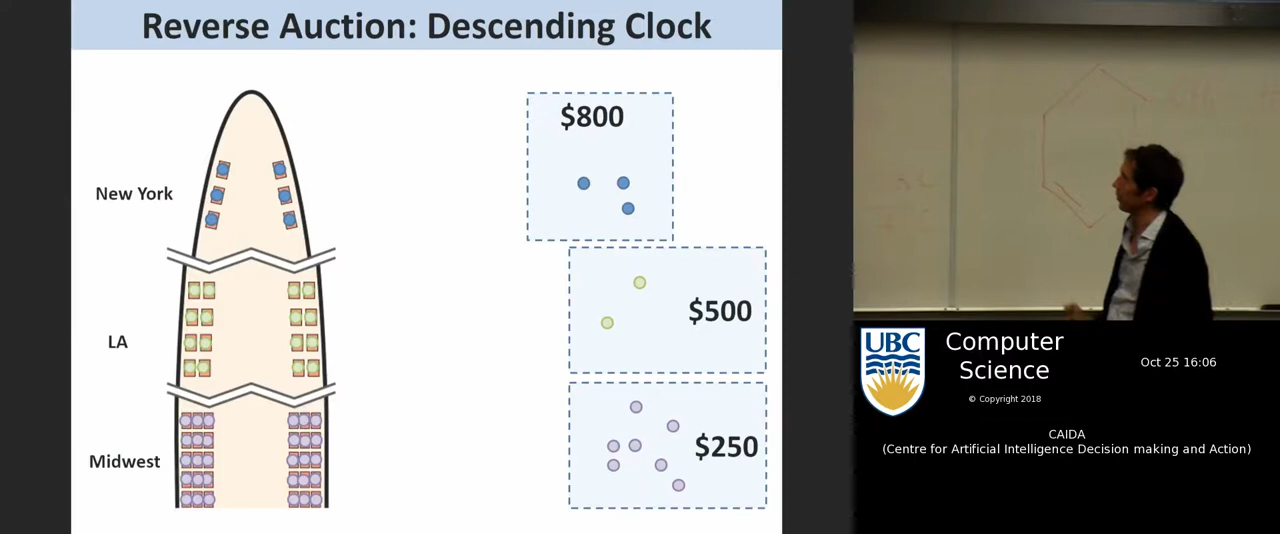 Reverse Auction: Descending Clock
$800
New York
$500
LA
$250
Midwest
UBC
Computer
Science
© Copyright 2018
Oct 25 16:06
CAIDA
(Centre for Artificial Intelligence Decision making and Action)